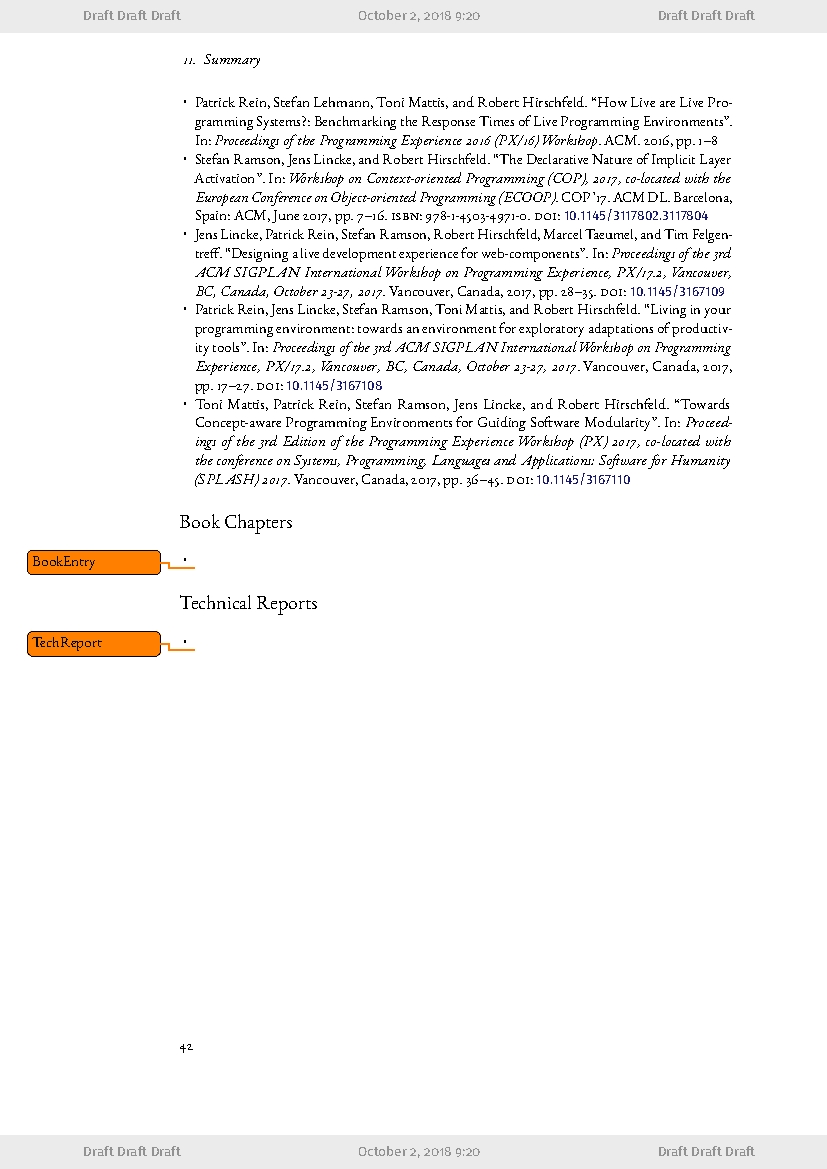 Draft Draft Draft October 2, 2018 9:20 Draft Draft Draft
11. Summary
• Patrick Rein, Stefan Lehmann, Toni Mattis, and Robert Hirschfeld. “How Live are Live Pro-
gramming Systems?: Benchmarking the Response Times of Live Programming Environments”.
In: Proceedings of the Programming Experience 2016 (PX/16) Workshop. ACM. 2016, pp. 1–8
• Stefan Ramson, Jens Lincke, and Robert Hirschfeld. “The Declarative Nature of Implicit Layer
Activation”. In: Workshop on Context-oriented Programming (COP), 2017, co-located with the
European Conference on Object-oriented Programming (ECOOP). COP ’17. ACM DL. Barcelona,
Spain: ACM, June 2017, pp. 7–16. ISBN: 978-1-4503-4971-0. DOI: 10.1145/3117802.3117804
• Jens Lincke, Patrick Rein, Stefan Ramson, Robert Hirschfeld, Marcel Taeumel, and Tim Felgen-
treff. “Designing a live development experience for web-components”. In: Proceedings of the 3rd
ACM SIGPLAN International Workshop on Programming Experience, PX/17.2, Vancouver,
BC, Canada, October 23-27, 2017. Vancouver, Canada, 2017, pp. 28–35. DOI: 10.1145/3167109
• Patrick Rein, Jens Lincke, Stefan Ramson, Toni Mattis, and Robert Hirschfeld. “Living in your
programming environment: towards an environment for exploratory adaptations of productiv-
ity tools”. In: Proceedings of the 3rd ACM SIGPLAN International Workshop on Programming
Experience, PX/17.2, Vancouver, BC, Canada, October 23-27, 2017. Vancouver, Canada, 2017,
pp. 17–27. DOI: 10.1145/3167108
• Toni Mattis, Patrick Rein, Stefan Ramson, Jens Lincke, and Robert Hirschfeld. “Towards
Concept-aware Programming Environments for Guiding Software Modularity”. In: Proceed-
ings of the 3rd Edition of the Programming Experience Workshop (PX) 2017, co-located with
the conference on Systems, Programming, Languages and Applications: Software for Humanity
(SPLASH) 2017. Vancouver, Canada, 2017, pp. 36–45. DOI: 10.1145/3167110
Book Chapters
BookEntry •
Technical Reports
TechReport •
42
Draft Draft Draft October 2, 2018 9:20 Draft Draft Draft